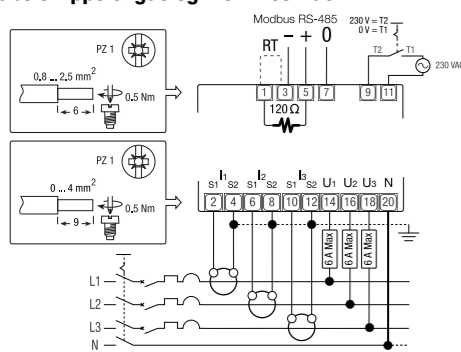 PZ 1
0.8 ... 2.5 mm²
0.5 Nm
6
Modbus RS-485
RT
− + 0
230 V = T2
0 V = T1
T2 T1
230 VAC
1 3 5 7 9 11
120 Ω
PZ 1
0 ... 4 mm²
0.5 Nm
9
I1 I2 I3 U1 U2 U3 N
S1 S2 S1 S2 S1 S2
2 4 6 8 10 12 14 16 18 20
6 A Max 6 A Max 6 A Max
L1
L2
L3
N